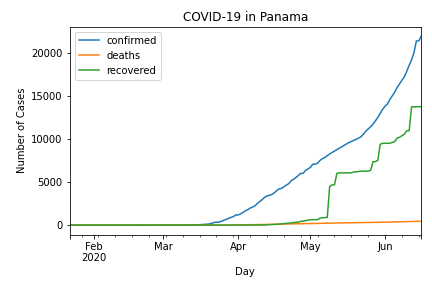 COVID-19 in Panama
confirmed
deaths
recovered
Number of Cases
20000
15000
10000
5000
0
Feb Mar Apr May Jun
2020
Day